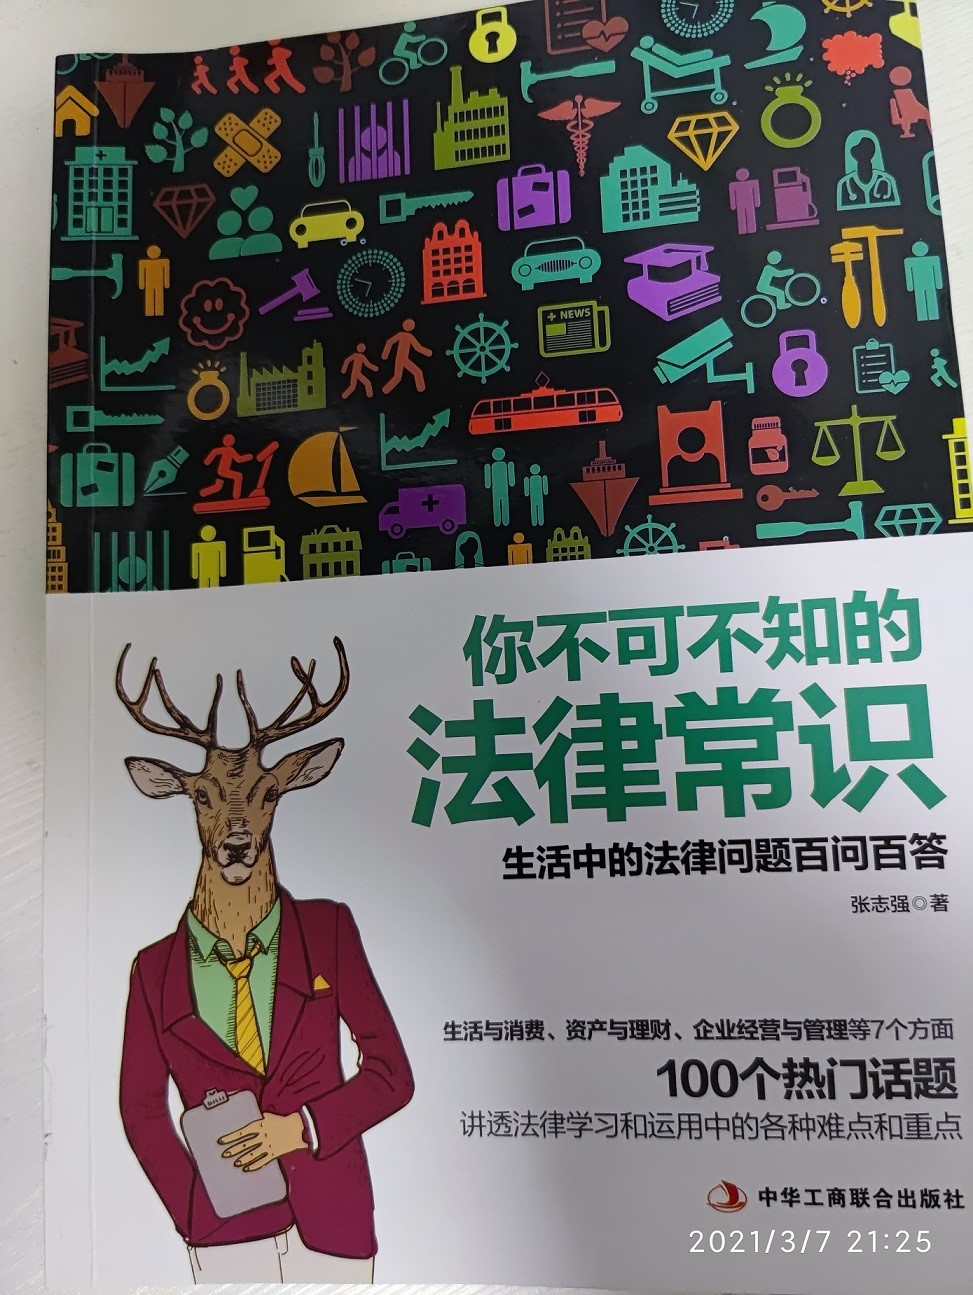 + NEWS
你不可不知的
法律常识
生活中的法律问题百问百答
张志强◎著
生活与消费、资产与理财、企业经营与管理等7个方面
100个热门话题
讲透法律学习和运用中的各种难点和重点
中华工商联合出版社
2021/3/7 21:25